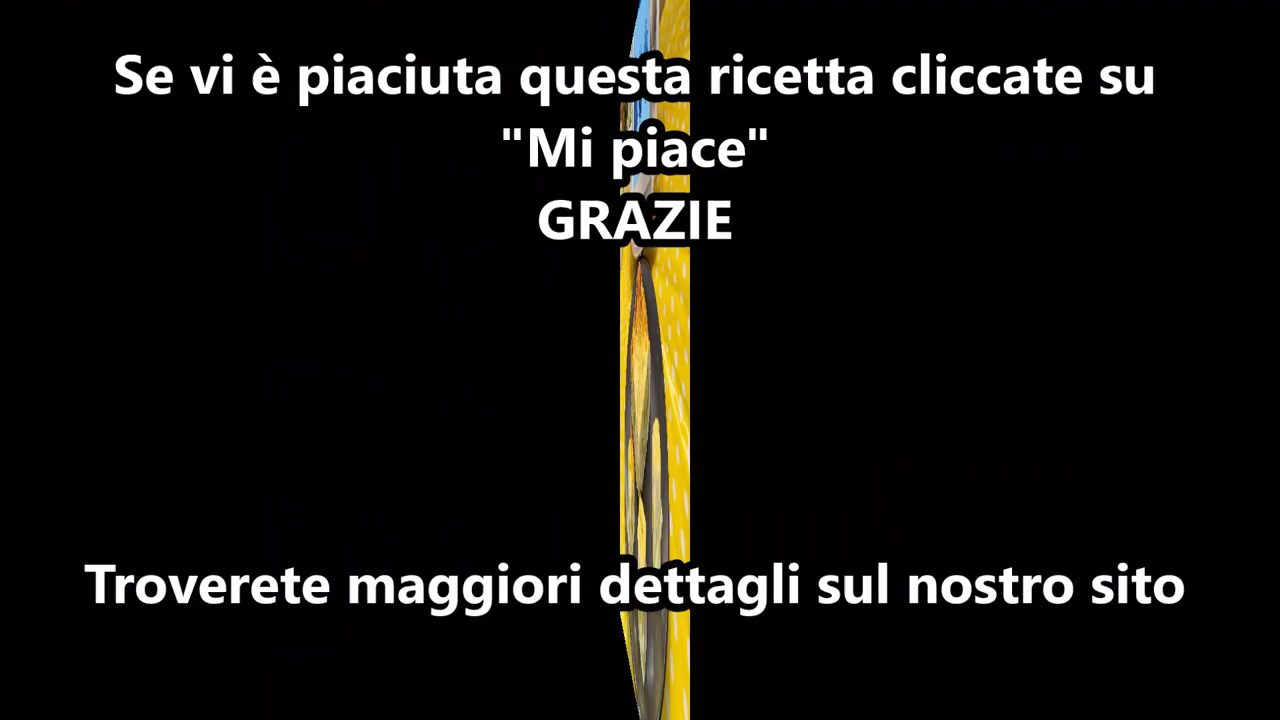 Se vi è piaciuta questa ricetta cliccate su
"Mi piace"
GRAZIE
Troverete maggiori dettagli sul nostro sito